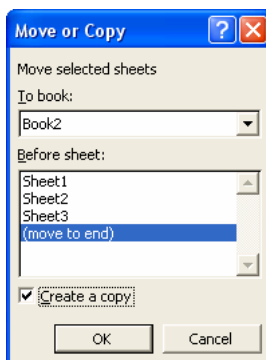 Move or Copy
Move selected sheets
To book:
Book2
Before sheet:
Sheet1
Sheet2
Sheet3
(move to end)
Create a copy
OK Cancel